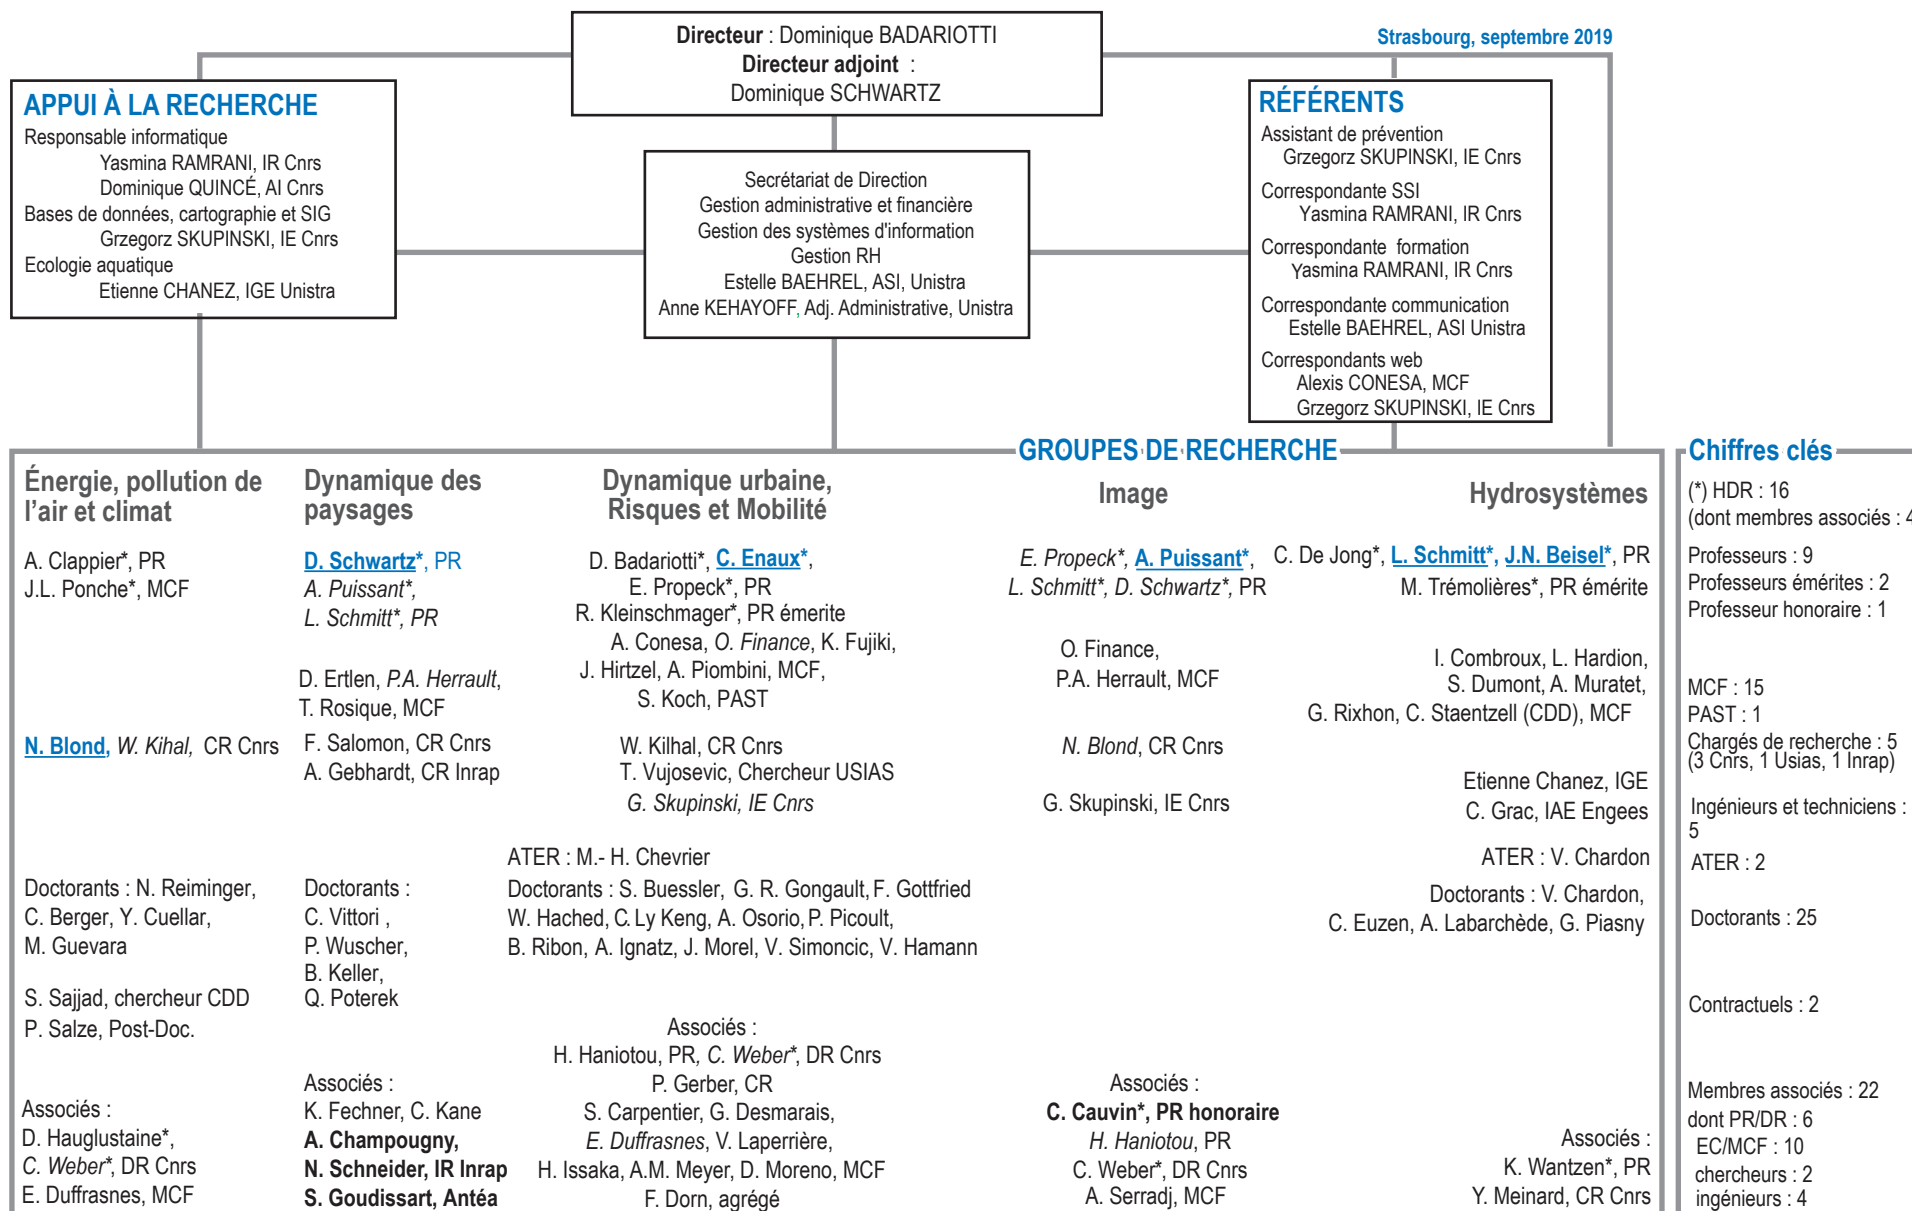 Directeur : Dominique BADARIOTTI
Directeur adjoint :
Dominique SCHWARTZ
Strasbourg, septembre 2019
APPUI À LA RECHERCHE
Responsable informatique
Yasmina RAMRANI, IR Cnrs
Dominique QUINCÉ, AI Cnrs
Bases de données, cartographie et SIG
Grzegorz SKUPINSKI, IE Cnrs
Ecologie aquatique
Etienne CHANEZ, IGE Unistra
Secrétariat de Direction
Gestion administrative et financière
Gestion des systèmes d'information
Gestion RH
Estelle BAEHREL, ASI, Unistra
Anne KEHAYOFF, Adj. Administrative, Unistra
RÉFÉRENTS
Assistant de prévention
Grzegorz SKUPINSKI, IE Cnrs
Correspondante SSI
Yasmina RAMRANI, IR Cnrs
Correspondante formation
Yasmina RAMRANI, IR Cnrs
Correspondante communication
Estelle BAEHREL, ASI Unistra
Correspondants web
Alexis CONESA, MCF
Grzegorz SKUPINSKI, IE Cnrs
GROUPES DE RECHERCHE
Énergie, pollution de
l'air et climat
A. Clappier*, PR
J.L. Ponche*, MCF
N. Blond, W. Kihal, CR Cnrs
Doctorants : N. Reiminger,
C. Berger, Y. Cuellar,
M. Guevara
S. Sajjad, chercheur CDD
P. Salze, Post-Doc.
Associés :
D. Hauglustaine*,
C. Weber*, DR Cnrs
E. Duffrasnes, MCF
Dynamique des
paysages
D. Schwartz*, PR
A. Puissant*,
L. Schmitt*, PR
D. Ertlen, P.A. Herrault,
T. Rosique, MCF
F. Salomon, CR Cnrs
A. Gebhardt, CR Inrap
Doctorants :
C. Vittori ,
P. Wuscher,
B. Keller,
Q. Poterek
Associés :
K. Fechner, C. Kane
A. Champougny,
N. Schneider, IR Inrap
S. Goudissart, Antéa
Dynamique urbaine,
Risques et Mobilité
D. Badariotti*, C. Enaux*,
E. Propeck*, PR
R. Kleinschmager*, PR émerite
A. Conesa, O. Finance, K. Fujiki,
J. Hirtzel, A. Piombini, MCF,
S. Koch, PAST
W. Kilhal, CR Cnrs
T. Vujosevic, Chercheur USIAS
G. Skupinski, IE Cnrs
ATER : M.- H. Chevrier
Doctorants : S. Buessler, G. R. Gongault, F. Gottfried
W. Hached, C. Ly Keng, A. Osorio, P. Picoult,
B. Ribon, A. Ignatz, J. Morel, V. Simoncic, V. Hamann
Associés :
H. Haniotou, PR, C. Weber*, DR Cnrs
P. Gerber, CR
S. Carpentier, G. Desmarais,
E. Duffrasnes, V. Laperrière,
H. Issaka, A.M. Meyer, D. Moreno, MCF
F. Dorn, agrégé
Image
E. Propeck*, A. Puissant*,
L. Schmitt*, D. Schwartz*, PR
O. Finance,
P.A. Herrault, MCF
N. Blond, CR Cnrs
G. Skupinski, IE Cnrs
Associés :
C. Cauvin*, PR honoraire
H. Haniotou, PR
C. Weber*, DR Cnrs
A. Serradj, MCF
Hydrosystèmes
C. De Jong*, L. Schmitt*, J.N. Beisel*, PR
M. Trémolières*, PR émérite
I. Combroux, L. Hardion,
S. Dumont, A. Muratet,
G. Rixhon, C. Staentzell (CDD), MCF
Etienne Chanez, IGE
C. Grac, IAE Engees
ATER : V. Chardon
Doctorants : V. Chardon,
C. Euzen, A. Labarchède, G. Piasny
Associés :
K. Wantzen*, PR
Y. Meinard, CR Cnrs
Chiffres clés
(*) HDR : 16
(dont membres associés : 4
Professeurs : 9
Professeurs émérites : 2
Professeur honoraire : 1
MCF : 15
PAST : 1
Chargés de recherche : 5
(3 Cnrs, 1 Usias, 1 Inrap)
Ingénieurs et techniciens :
5
ATER : 2
Doctorants : 25
Contractuels : 2
Membres associés : 22
dont PR/DR : 6
EC/MCF : 10
chercheurs : 2
ingénieurs : 4